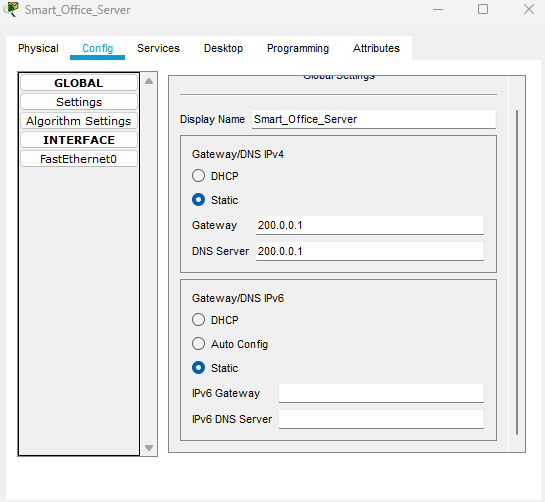 Smart_Office_Server
Physical Config Services Desktop Programming Attributes
GLOBAL
Settings
Algorithm Settings
INTERFACE
FastEthernet0
Global Settings
Display Name Smart_Office_Server
Gateway/DNS IPv4
DHCP
Static
Gateway 200.0.0.1
DNS Server 200.0.0.1
Gateway/DNS IPv6
DHCP
Auto Config
Static
IPv6 Gateway
IPv6 DNS Server